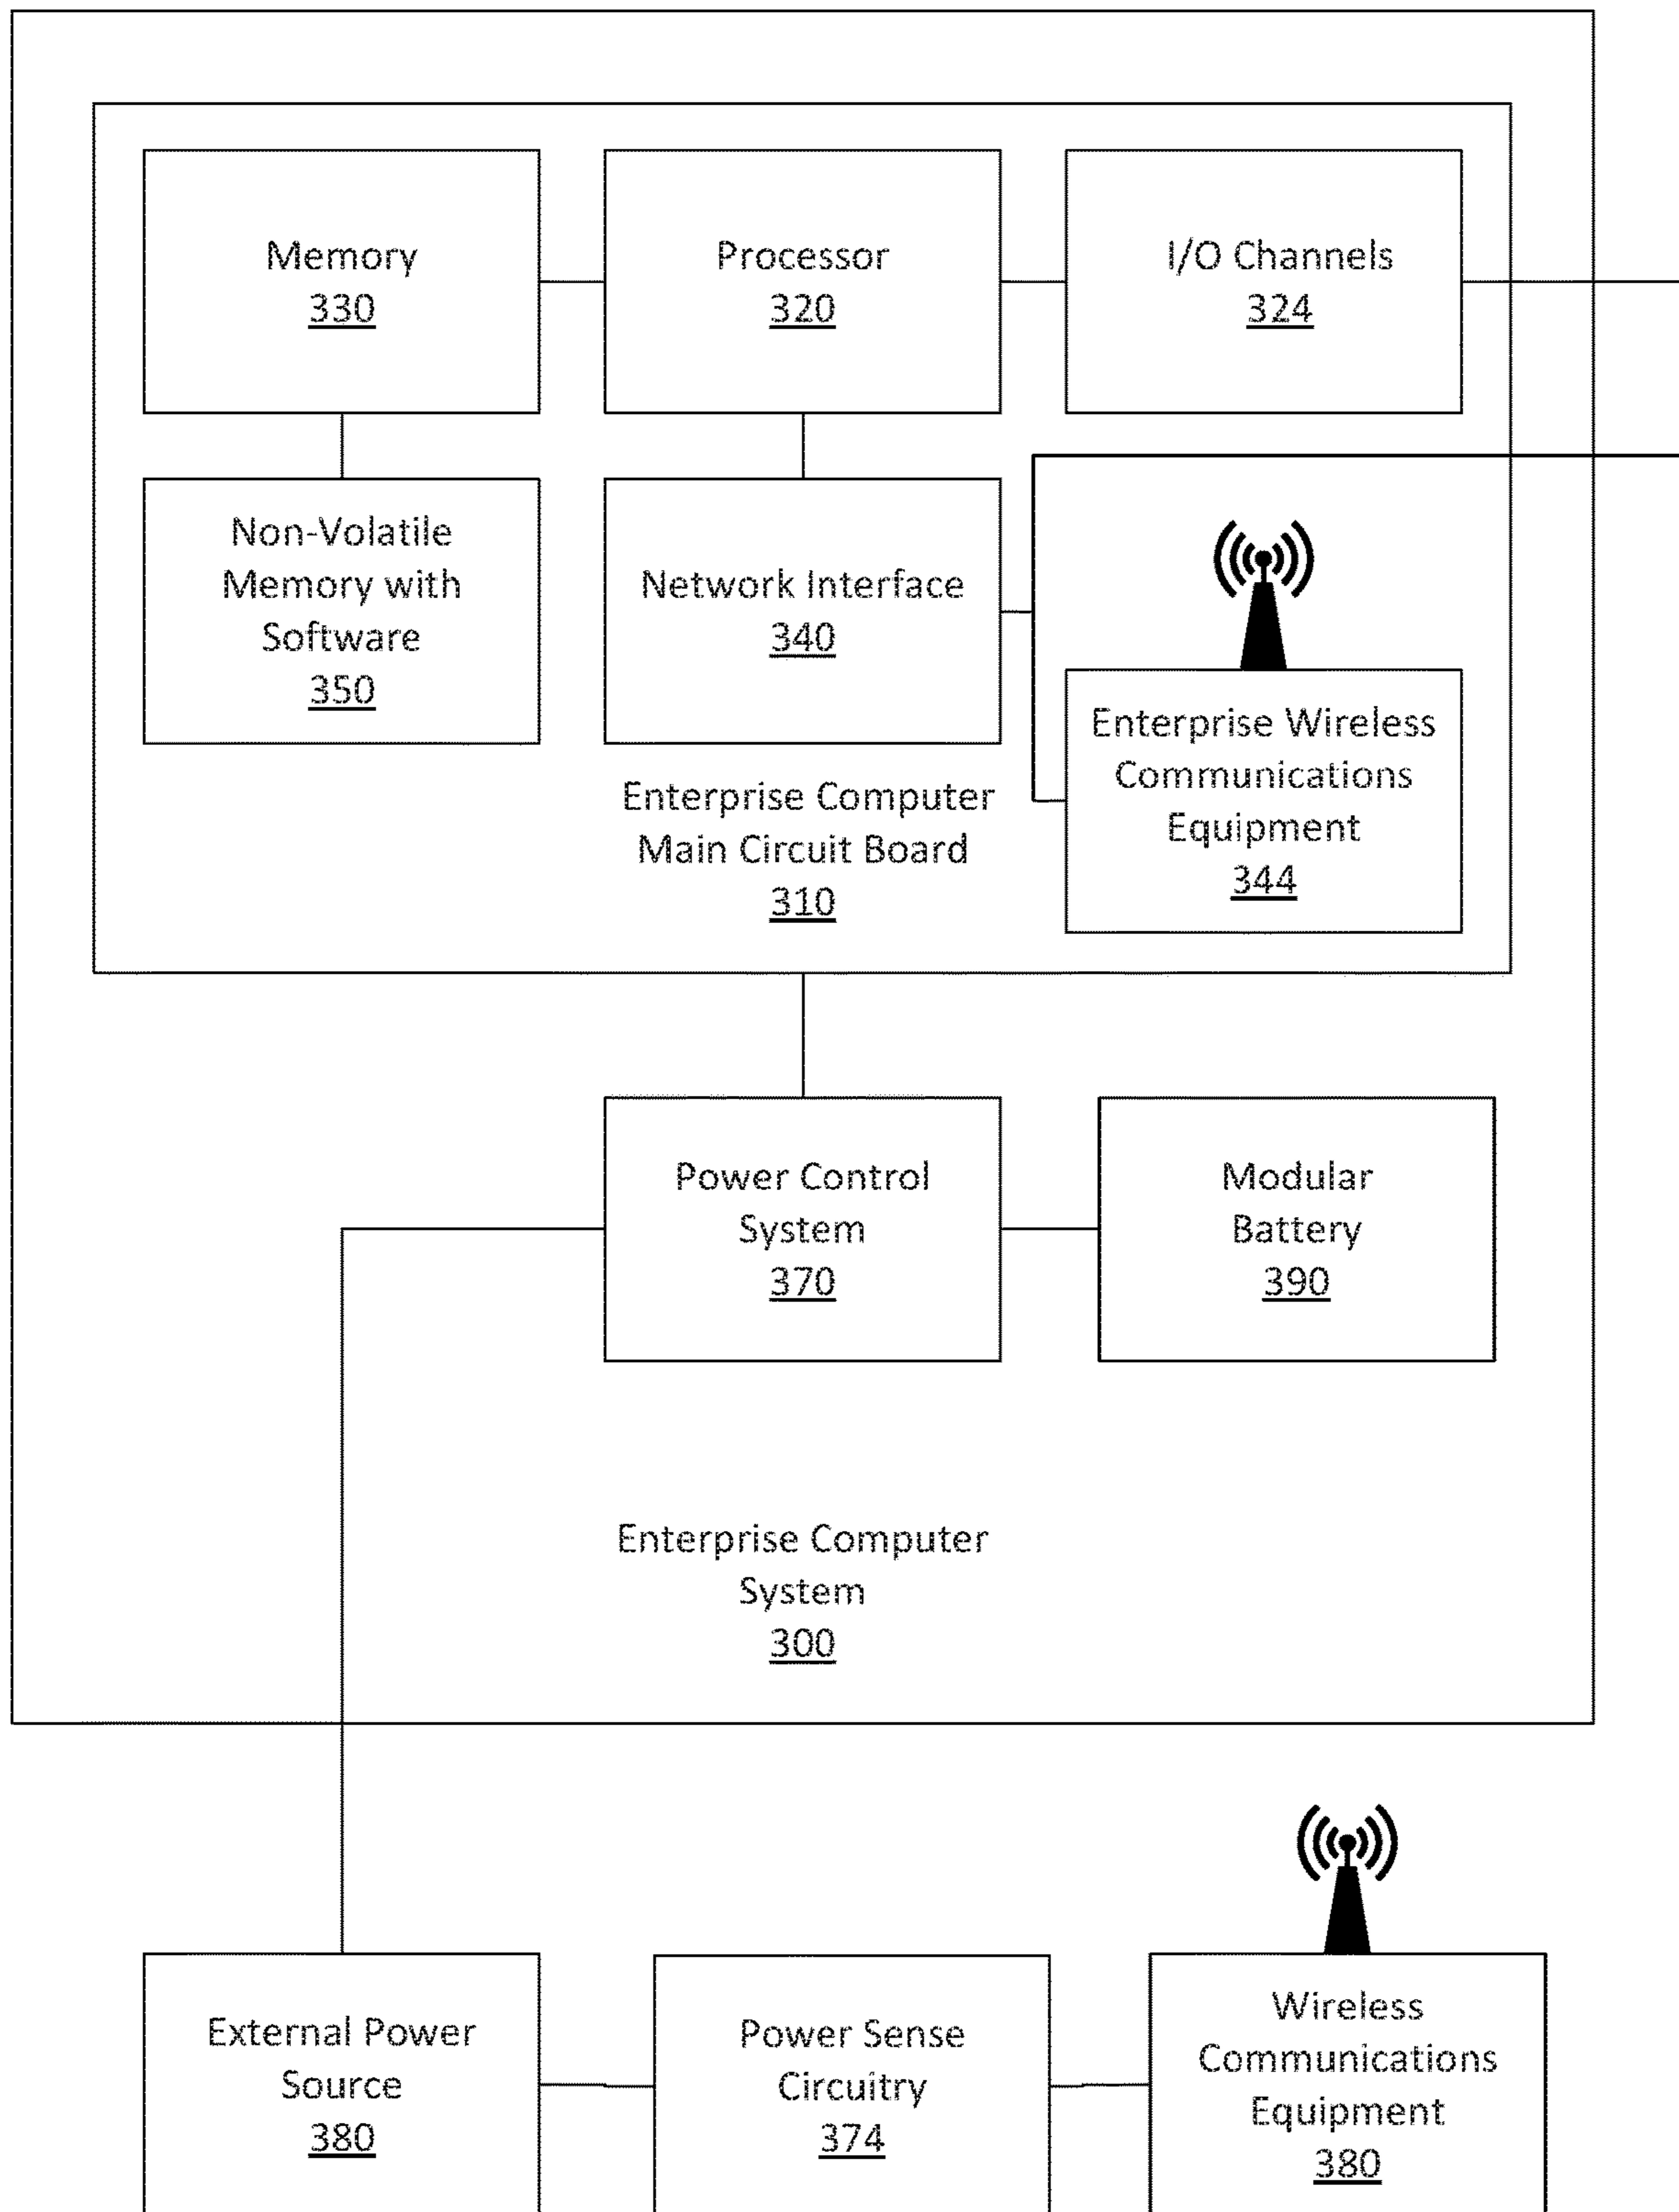 Memory
330
Processor
320
I/O Channels
324
Non-Volatile
Memory with
Software
350
Network Interface
340
Enterprise Wireless
Communications
Equipment
344
Enterprise Computer
Main Circuit Board
310
Power Control
System
370
Modular
Battery
390
Enterprise Computer
System
300
External Power
Source
380
Power Sense
Circuitry
374
Wireless
Communications
Equipment
380